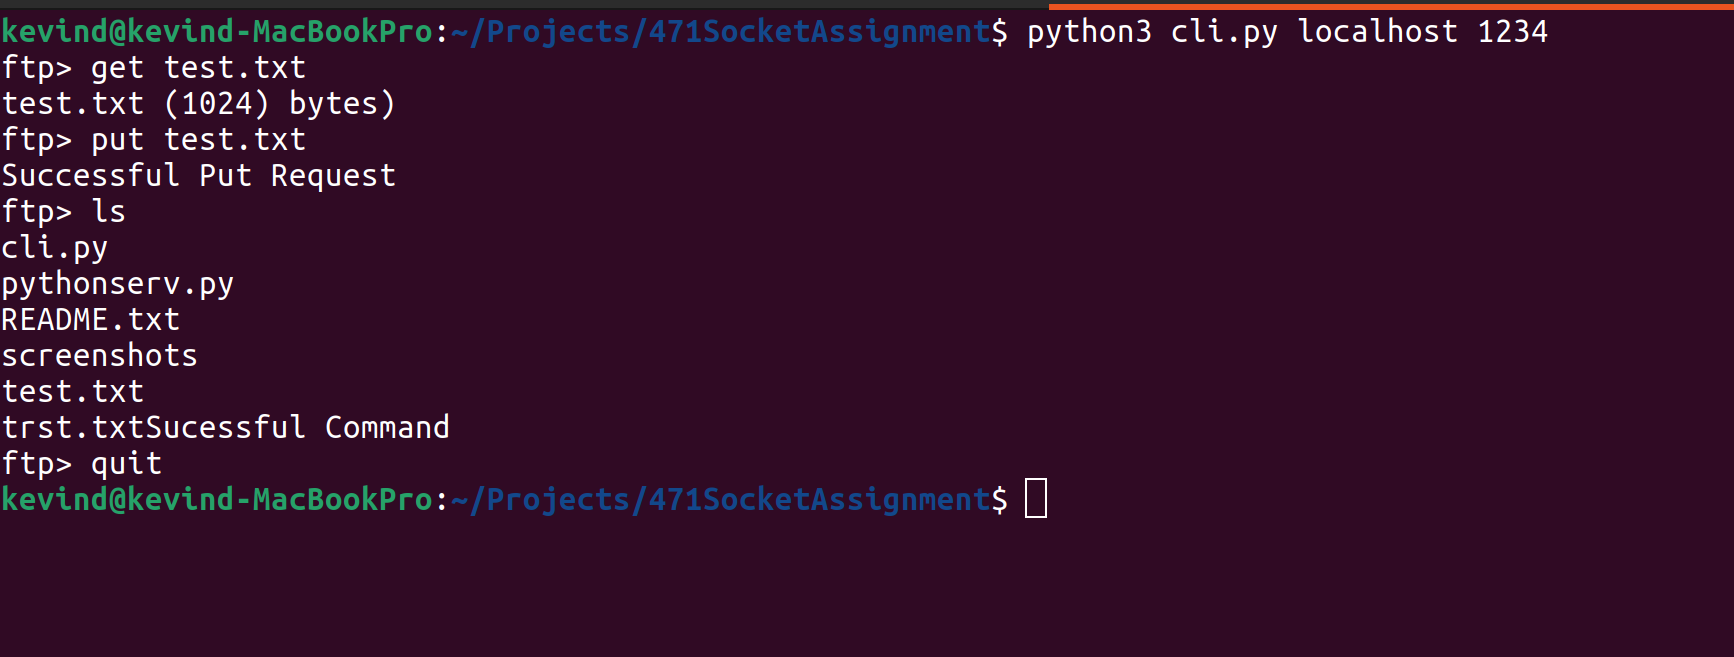 kevind@kevind-MacBookPro:~/Projects/471SocketAssignment$ python3 cli.py localhost 1234
ftp> get test.txt
test.txt (1024) bytes)
ftp> put test.txt
Successful Put Request
ftp> ls
cli.py
pythonserv.py
README.txt
screenshots
test.txt
trst.txtSucessful Command
ftp> quit
kevind@kevind-MacBookPro:~/Projects/471SocketAssignment$